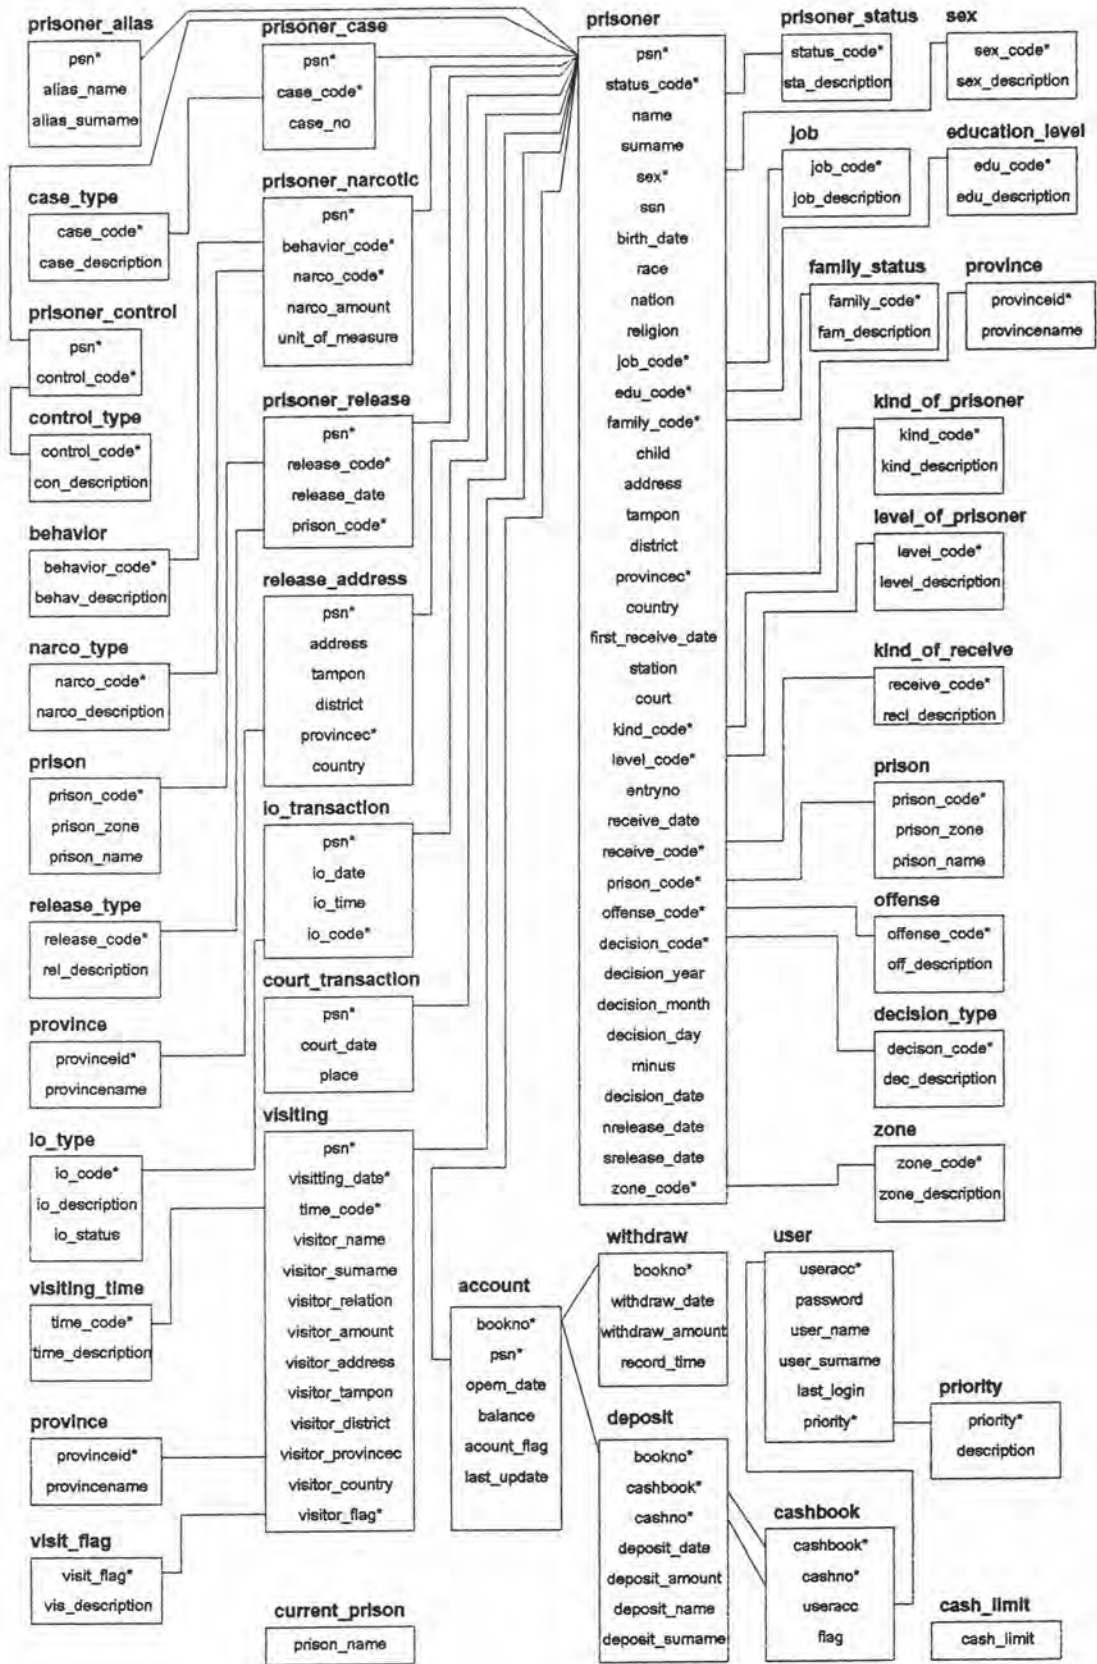 prisoner_alias
psn*
alias_name
alias_surname
case_type
case_code*
case_description
prisoner_control
psn*
control_code*
control_type
control_code*
con_description
behavior
behavior_code*
behav_description
narco_type
narco_code*
narco_description
prison
prison_code*
prison_zone
prison_name
release_type
release_code*
rel_description
province
provinceid*
provincename
io_type
io_code*
io_description
io_status
visiting_time
time_code*
time_description
province
provinceid*
provincename
visit_flag
visit_flag*
vis_description
prisoner_case
psn*
case_code*
case_no
prisoner_narcotic
psn*
behavior_code*
narco_code*
narco_amount
unit_of_measure
prisoner_release
psn*
release_code*
release_date
prison_code*
release_address
psn*
address
tampon
district
provincec*
country
io_transaction
psn*
io_date
io_time
io_code*
court_transaction
psn*
court_date
place
visiting
psn*
visitting_date*
time_code*
visitor_name
visitor_surname
visitor_relation
visitor_amount
visitor_address
visitor_tampon
visitor_district
visitor_provincec
visitor_country
visitor_flag*
current_prison
prison_name
account
bookno*
psn*
opem_date
balance
acount_flag
last_update
prisoner
psn*
status_code*
name
surname
sex*
ssn
birth_date
race
nation
religion
job_code*
edu_code*
family_code*
child
address
tampon
district
provincec*
country
first_receive_date
station
court
kind_code*
level_code*
entryno
receive_date
receive_code*
prison_code*
offense_code*
decision_code*
decision_year
decision_month
decision_day
minus
decision_date
nrelease_date
srelease_date
zone_code*
withdraw
bookno*
withdraw_date
withdraw_amount
record_time
deposit
bookno*
cashbook*
cashno*
deposit_date
deposit_amount
deposit_name
deposit_surname
prisoner_status
status_code*
sta_description
sex
sex_code*
sex_description
job
job_code*
job_description
education_level
edu_code*
edu_description
family_status
family_code*
fam_description
province
provinceid*
provincename
kind_of_prisoner
kind_code*
kind_description
level_of_prisoner
level_code*
level_description
kind_of_receive
receive_code*
reci_description
prison
prison_code*
prison_zone
prison_name
offense
offense_code*
off_description
decision_type
decison_code*
dec_description
zone
zone_code*
zone_description
user
useracc*
password
user_name
user_surname
last_login
priority*
priority
priority*
description
cashbook
cashbook*
cashno*
useracc
flag
cash_limit
cash_limit